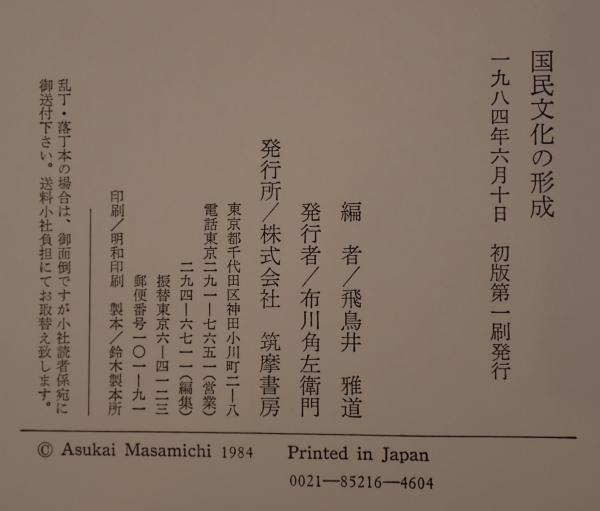 国民文化の形成
一九八四年六月十日　初版第一刷発行
編　者/飛鳥井　雅道
発行者/布川角左衛門
発行所/株式会社　筑摩書房
東京都千代田区神田小川町二―八
電話東京二九一―七六五一(営業)
二九四―六七一一(編集)
振替東京六―四一二三
郵便番号一〇一―九一
印刷/明和印刷　製本/鈴木製本所
乱丁・落丁本の場合は、御面倒ですが小社読者係宛に
御送付下さい。送料小社負担にてお取替え致します。
© Asukai Masamichi 1984　Printed in Japan
0021―85216―4604